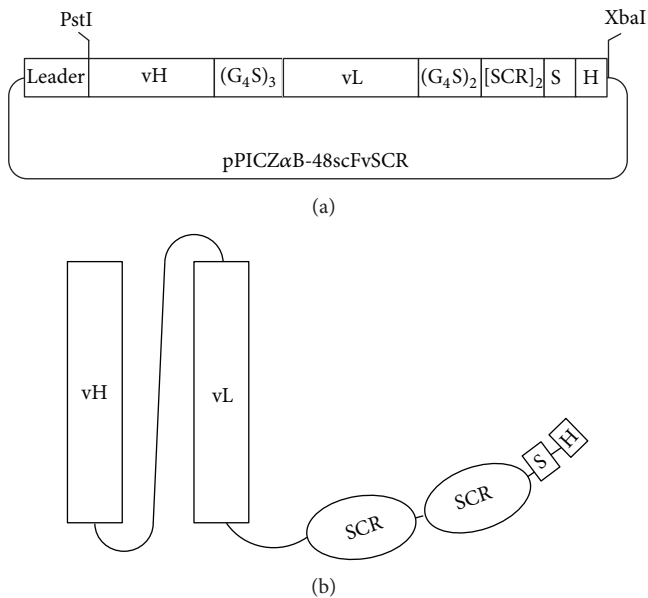 PstI
XbaI
Leader vH (G₄S)₃ vL (G₄S)₂ [SCR]₂ S H
pPICZαB-48scFvSCR
(a)
vH
vL
SCR
SCR
S
H
(b)